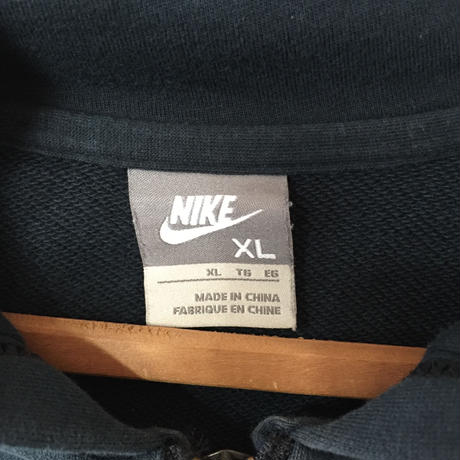 NIKE
XL
XL TG EG
MADE IN CHINA
FABRIQUE EN CHINE